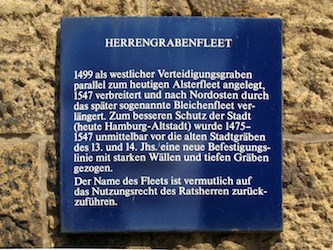 HERRENGRABENFLEET
1499 als westlicher Verteidigungsgraben
parallel zum heutigen Alsterfleet angelegt,
1547 verbreitert und nach Nordosten durch
das später sogenannte Bleichenfleet ver-
längert. Zum besseren Schutz der Stadt
(heute Hamburg-Altstadt) wurde 1475-
1547 unmittelbar vor die alten Stadtgräben
des 13. und 14. Jhs. eine neue Befestigungs-
linie mit starken Wällen und tiefen Gräben
gezogen.
Der Name des Fleets ist vermutlich auf
das Nutzungsrecht des Ratsherren zurück-
zuführen.